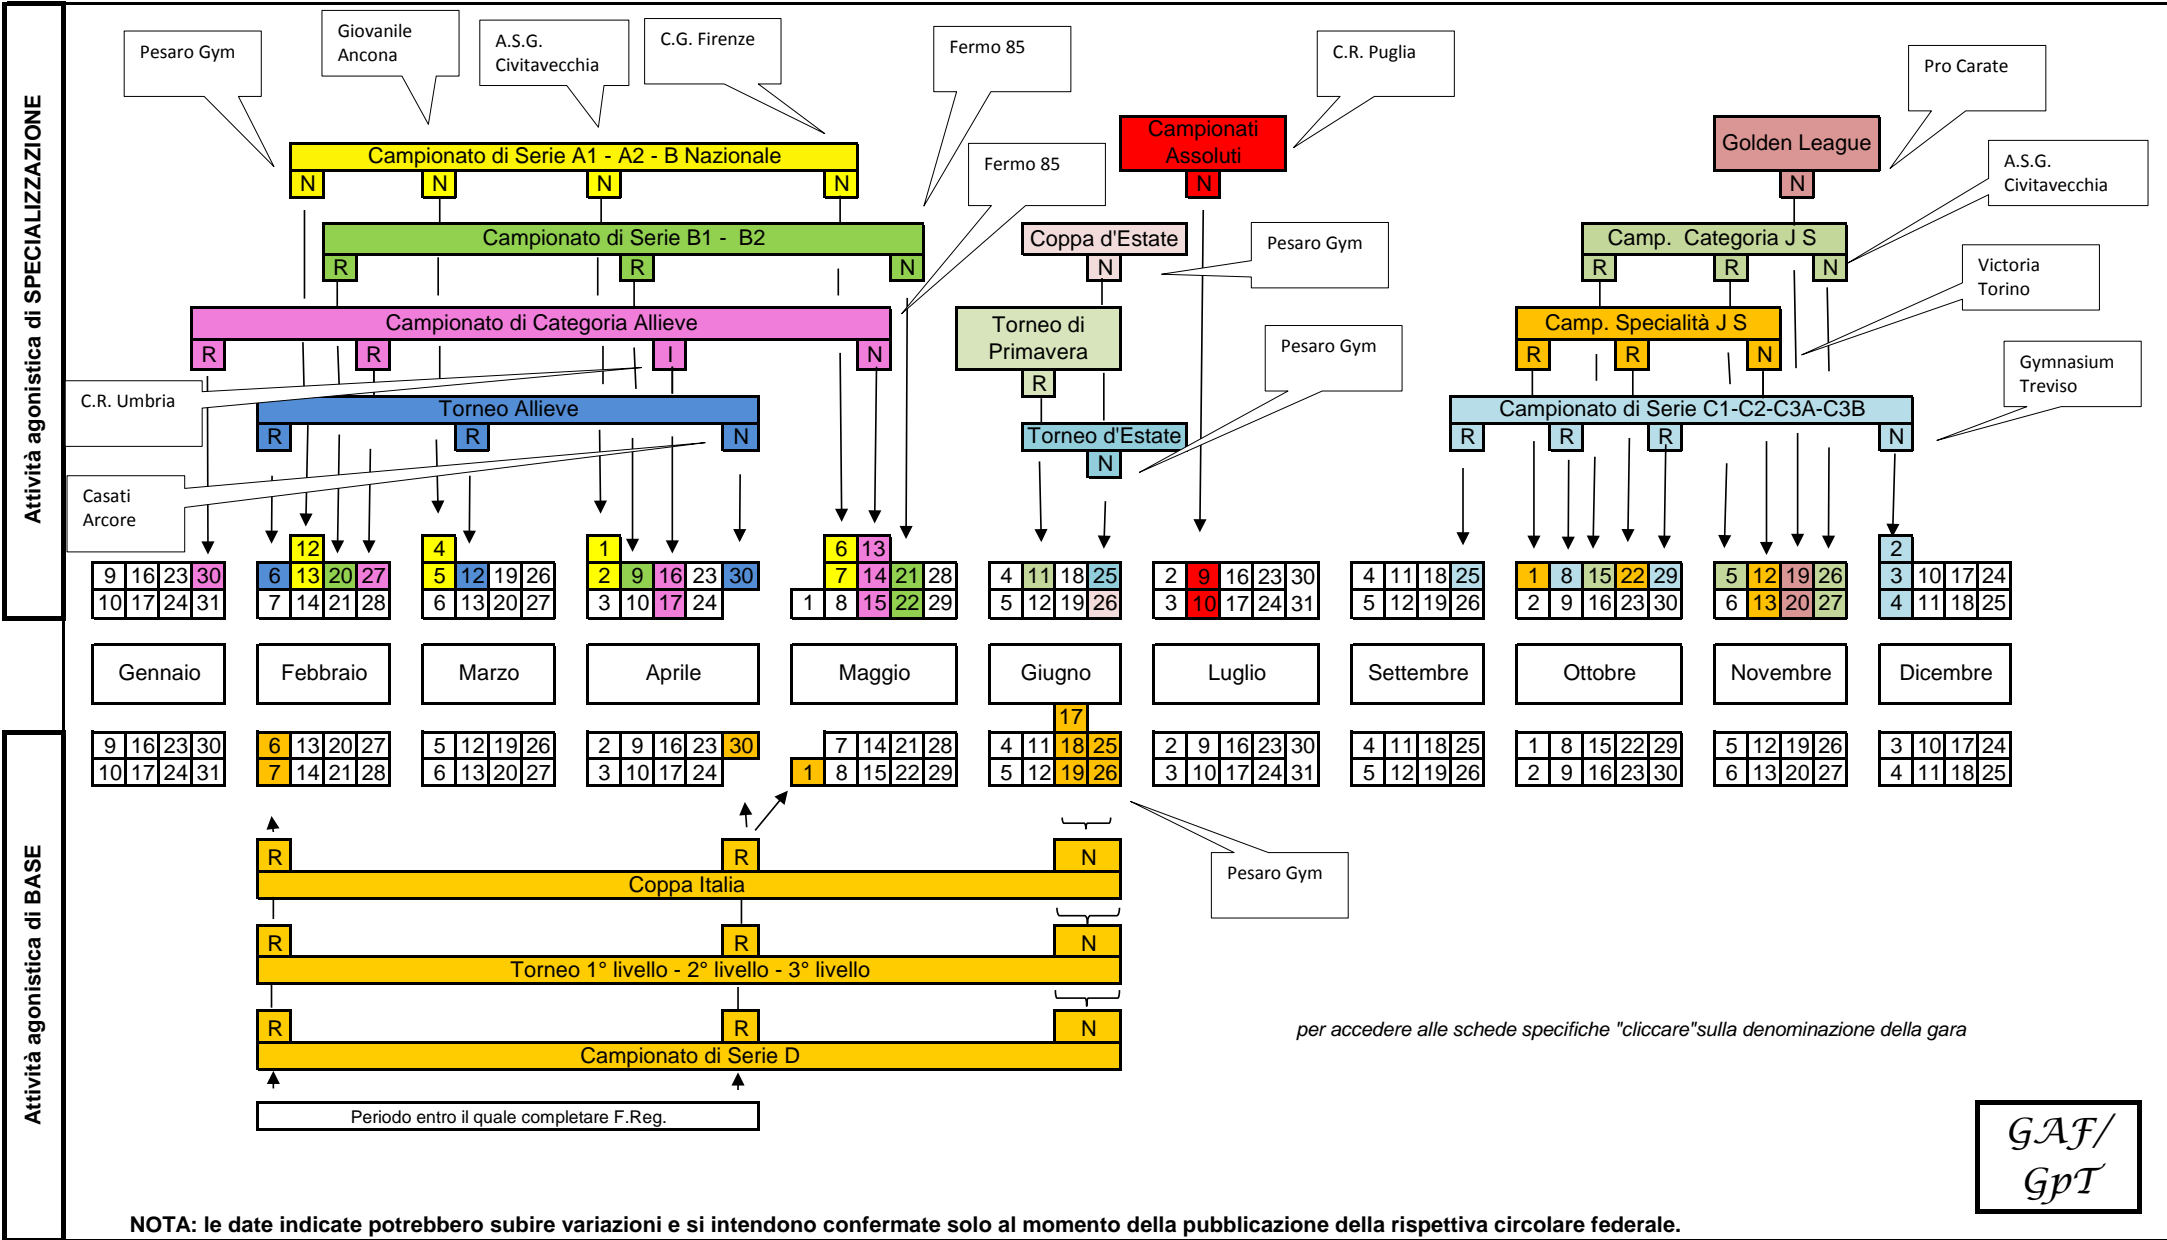 Attività agonistica di SPECIALIZZAZIONE
Pesaro Gym
Giovanile
Ancona
A.S.G.
Civitavecchia
C.G. Firenze
Fermo 85
C.R. Puglia
Pro Carate
Campionato di Serie A1 - A2 - B Nazionale
N N N N
Campionati
Assoluti
N
Golden League
N
Fermo 85
A.S.G.
Civitavecchia
Campionato di Serie B1 - B2
R R N
Coppa d'Estate
N
Pesaro Gym
Camp. Categoria J S
R R N
Victoria
Torino
Campionato di Categoria Allieve
R R I N
Torneo di
Primavera
R
Pesaro Gym
Camp. Specialità J S
R R N
Gymnasium
Treviso
C.R. Umbria
Torneo Allieve
R R N
Torneo d'Estate
N
Campionato di Serie C1-C2-C3A-C3B
R R R N
Casati
Arcore
12 4 1 6 13 2
9 16 23 30 6 13 20 27 5 12 19 26 2 9 16 23 30 7 14 21 28 4 11 18 25 2 9 16 23 30 4 11 18 25 1 8 15 22 29 5 12 19 26 3 10 17 24
10 17 24 31 7 14 21 28 6 13 20 27 3 10 17 24 1 8 15 22 29 5 12 19 26 3 10 17 24 31 5 12 19 26 2 9 16 23 30 6 13 20 27 4 11 18 25
Gennaio Febbraio Marzo Aprile Maggio Giugno Luglio Settembre Ottobre Novembre Dicembre
Attività agonistica di BASE
17
9 16 23 30 6 13 20 27 5 12 19 26 2 9 16 23 30 7 14 21 28 4 11 18 25 2 9 16 23 30 4 11 18 25 1 8 15 22 29 5 12 19 26 3 10 17 24
10 17 24 31 7 14 21 28 6 13 20 27 3 10 17 24 1 8 15 22 29 5 12 19 26 3 10 17 24 31 5 12 19 26 2 9 16 23 30 6 13 20 27 4 11 18 25
R R N
Coppa Italia
Pesaro Gym
R R N
Torneo 1° livello - 2° livello - 3° livello
R R N
Campionato di Serie D
per accedere alle schede specifiche "cliccare"sulla denominazione della gara
Periodo entro il quale completare F.Reg.
GAF/
GpT
NOTA: le date indicate potrebbero subire variazioni e si intendono confermate solo al momento della pubblicazione della rispettiva circolare federale.